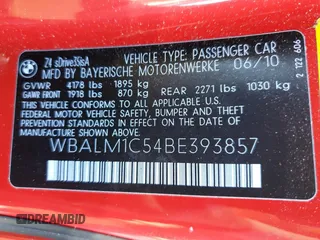 Z4 sDrive35isA
VEHICLE TYPE: PASSENGER CAR
MFD BY BAYERISCHE MOTORENWERKE 06/10
GVWR 4178 lbs 1895 kg
GAWR FRONT 1918 lbs 870 kg REAR 2271 lbs 1030 kg
THIS VEHICLE CONFORMS TO ALL APPLICABLE U.S.
FEDERAL MOTOR VEHICLE SAFETY, BUMPER, AND THEFT
PREVENTION STANDARDS IN EFFECT ON THE DATE OF
MANUFACTURE SHOWN ABOVE.
WBALM1C54BE393857
2 122 606
DREAMBID